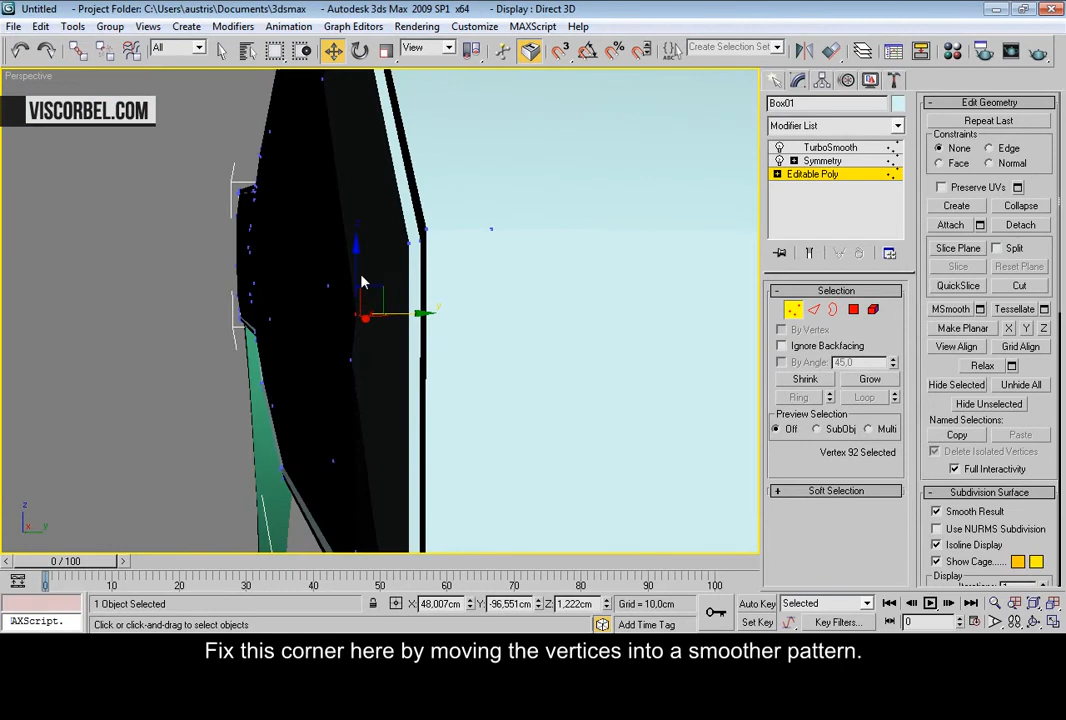 Untitled - Project Folder: C:\Users\austris\Documents\3dsmax - Autodesk 3ds Max 2009 SP1 x64 - Display : Direct 3D
File Edit Tools Group Views Create Modifiers Graph Editors Rendering Customize MAXScript Help
All View Create Selection Set
Perspective
VISCORBEL.COM
Box01
Modifier List
TurboSmooth
Symmetry
Editable Poly
Selection
By Vertex
Ignore Backfacing
By Angle: 45,0
Shrink Grow
Ring Loop
Preview Selection
Off SubObj Multi
Vertex 92 Selected
Soft Selection
Edit Geometry
Repeat Last
Constraints
None Edge
Face Normal
Preserve UVs
Create Collapse
Attach Detach
Slice Plane Split
Slice Reset Plane
QuickSlice Cut
MSmooth Tessellate
Make Planar X Y Z
View Align Grid Align
Relax
Hide Selected Unhide All
Hide Unselected
Named Selections:
Copy Paste
Delete Isolated Vertices
Full Interactivity
Subdivision Surface
Smooth Result
Use NURMS Subdivision
Isoline Display
Show Cage......
Display
y
z
x y
0 / 100
0 10 20 30 40 50 60 70 80 90 100
1 Object Selected X: 48,007cm Y: -96,551cm Z: 1,222cm Grid = 10,0cm Auto Key Selected
AXScript. Click or click-and-drag to select objects Add Time Tag Set Key Key Filters... 0
Fix this corner here by moving the vertices into a smoother pattern.